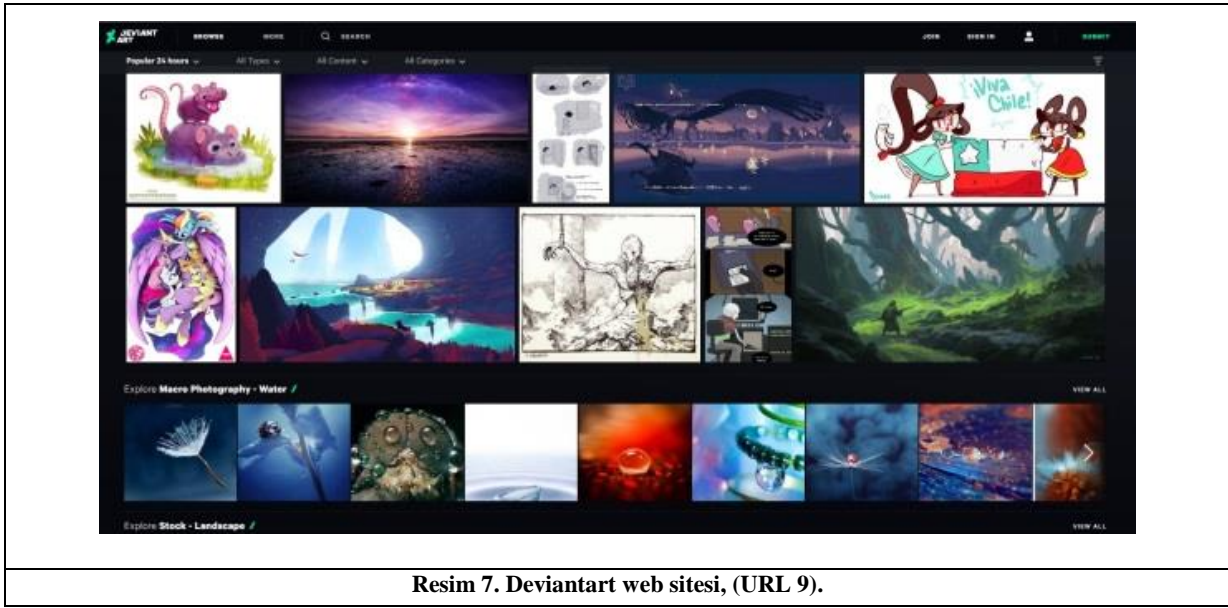 DEVIANT
ART
BROWSE
MORE
SEARCH
JOIN
SIGN IN
SUBMIT
Popular 24 hours
All Types
All Content
All Categories
¡Viva
Chile!
Explore Macro Photography - Water
VIEW ALL
Explore Stock - Landscape
VIEW ALL
Resim 7. Deviantart web sitesi, (URL 9).